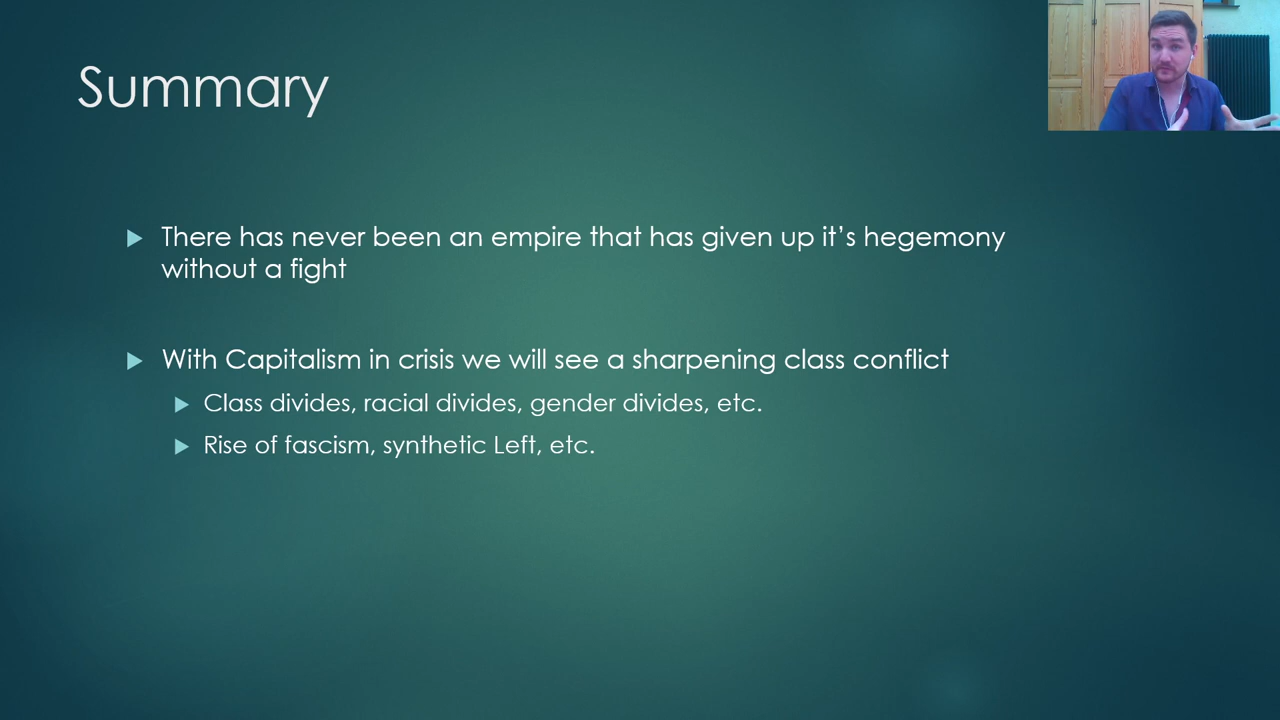 Summary
There has never been an empire that has given up it’s hegemony
without a fight
With Capitalism in crisis we will see a sharpening class conflict
Class divides, racial divides, gender divides, etc.
Rise of fascism, synthetic Left, etc.